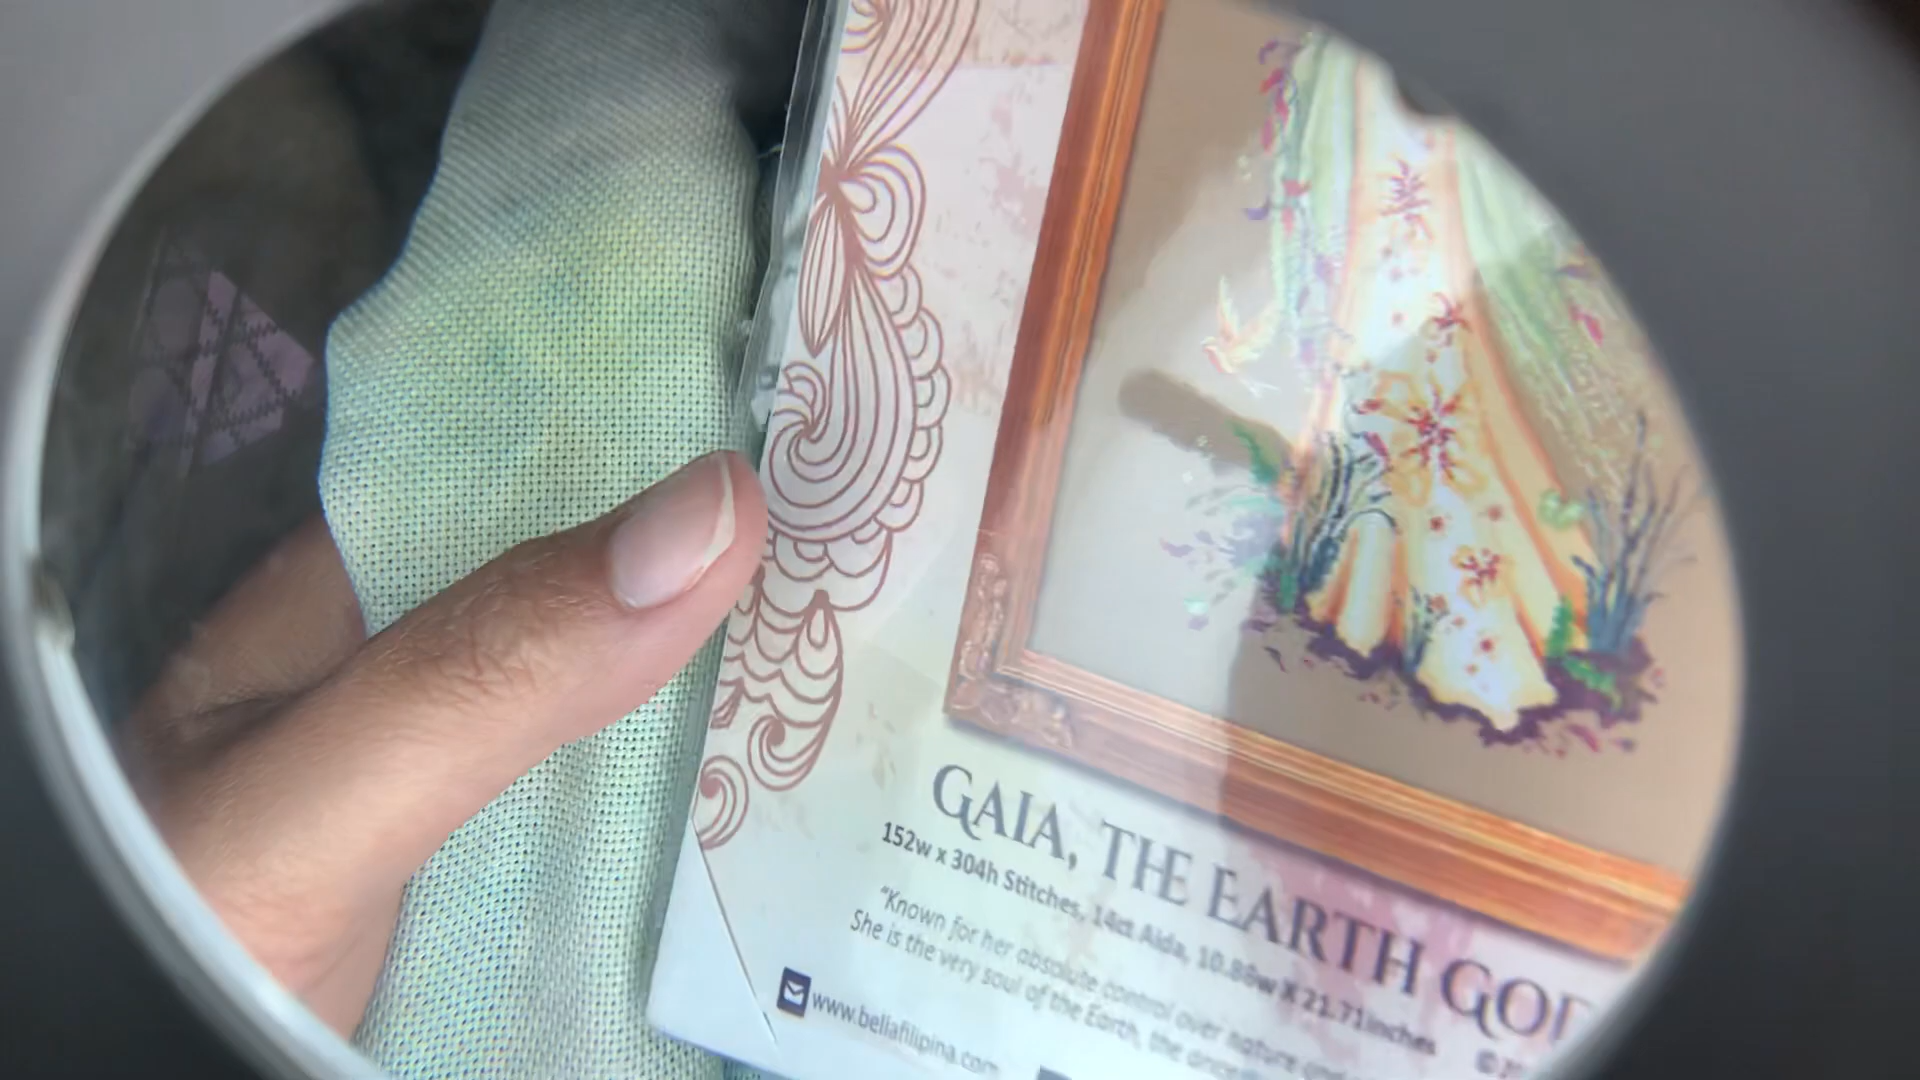 GAIA, THE EARTH GOD
152w x 304h Stitches, 14ct Aida, 10.86w X 21.71inches
"Known for her absolute control over nature and
She is the very soul of the Earth, the
www.bellafilipina.com
©